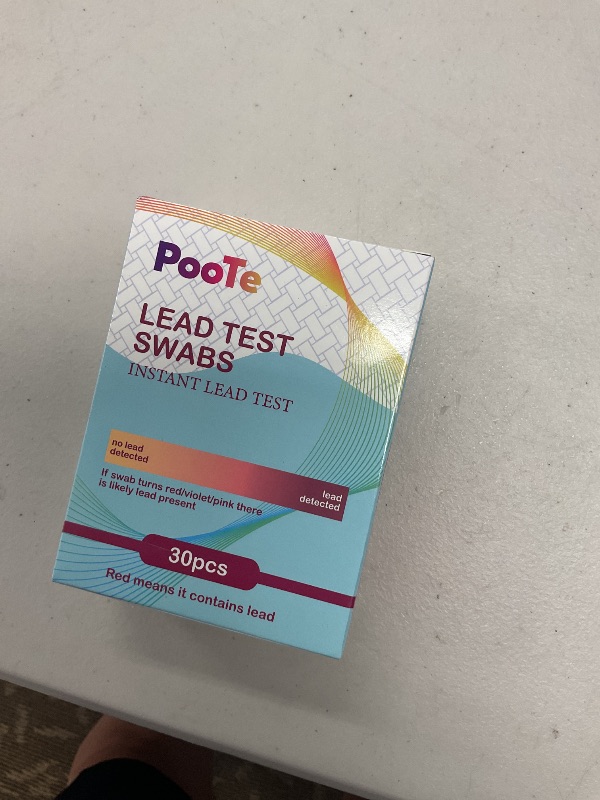 PooTe
LEAD TEST
SWABS
INSTANT LEAD TEST
no lead
detected
lead
detected
If swab turns red/violet/pink there
is likely lead present
30pcs
Red means it contains lead